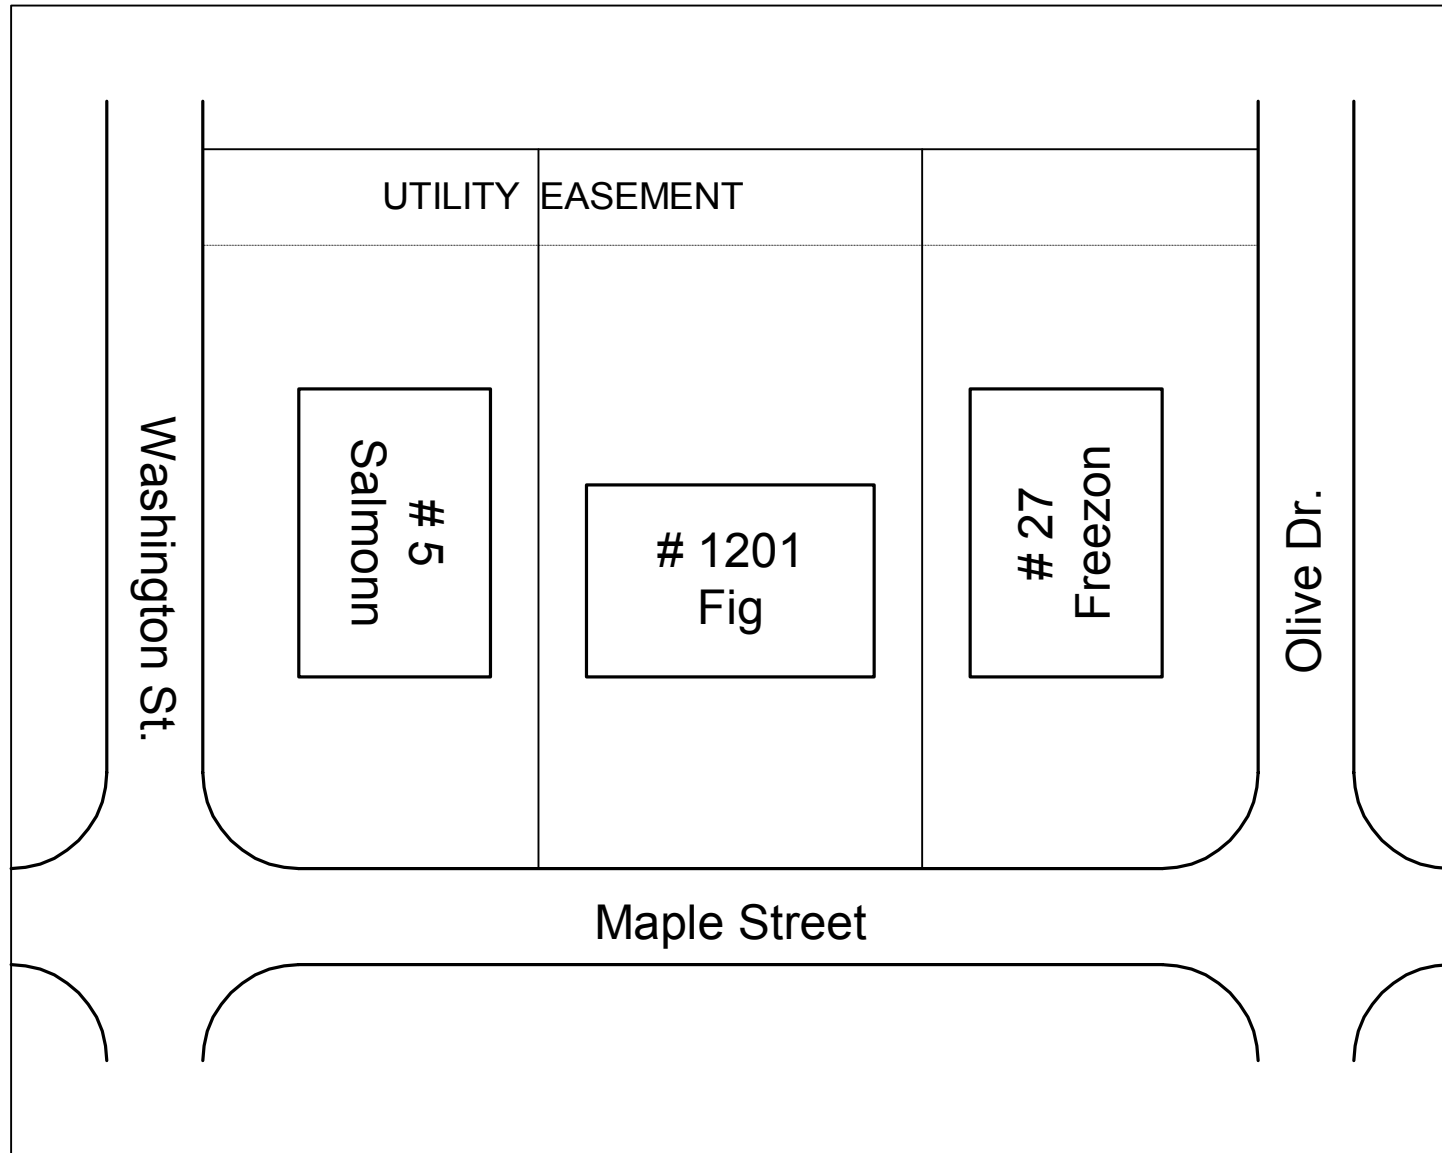 UTILITY EASEMENT
Washington St.
# 5
Salmonn
# 1201
Fig
# 27
Freezon
Olive Dr.
Maple Street